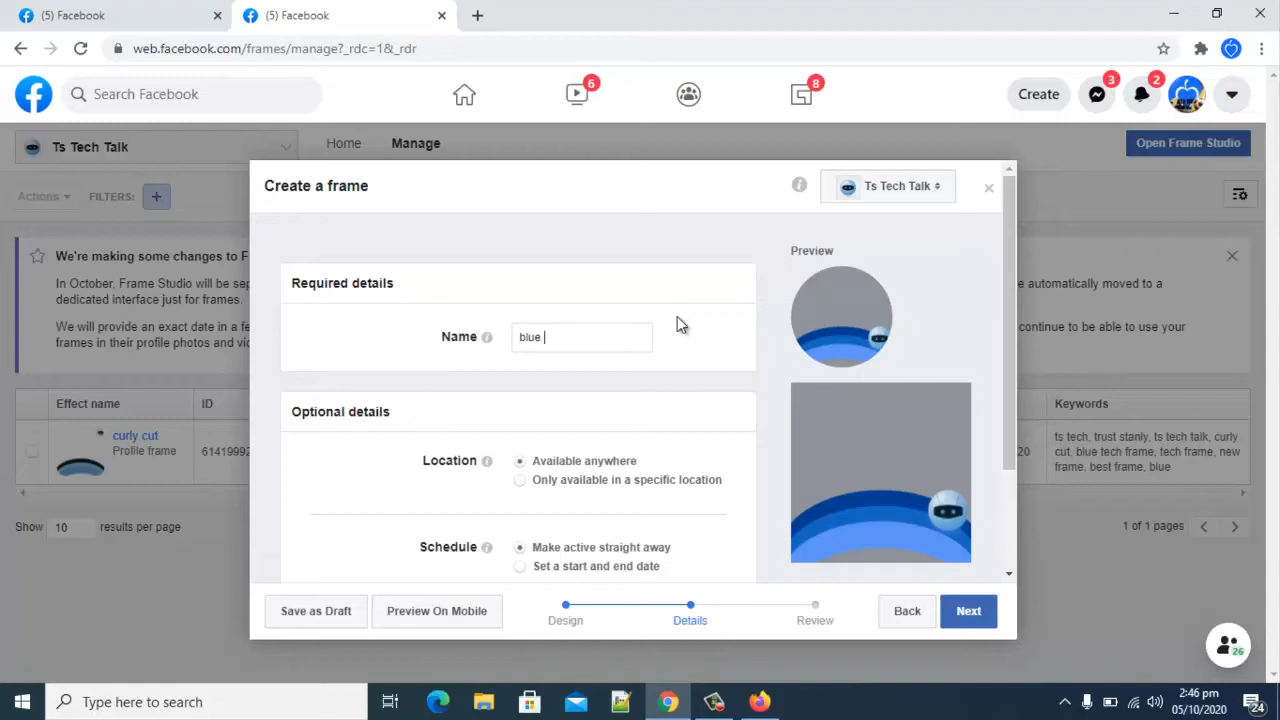 (5) Facebook
(5) Facebook
web.facebook.com/frames/manage?_rdc=1&_rdr
Search Facebook
6
8
Create
3
2
Ts Tech Talk
Home
Manage
Open Frame Studio
Actions
FILTERS:
Create a frame
Ts Tech Talk
We're making some changes to F
In October, Frame Studio will be sep
dedicated interface just for frames.
We will provide an exact date in a fe
frames in their profile photos and vid
e automatically moved to a
continue to be able to use your
Required details
Name
blue
Preview
Optional details
Location
Available anywhere
Only available in a specific location
Schedule
Make active straight away
Set a start and end date
Effect name
ID
Keywords
curly cut
Profile frame
61419992
20
ts tech, trust stanly, ts tech talk, curly
cut, blue tech frame, tech frame, new
frame, best frame, blue
Show
10
results per page
1 of 1 pages
Save as Draft
Preview On Mobile
Design
Details
Review
Back
Next
26
Type here to search
2:46 pm
05/10/2020
24